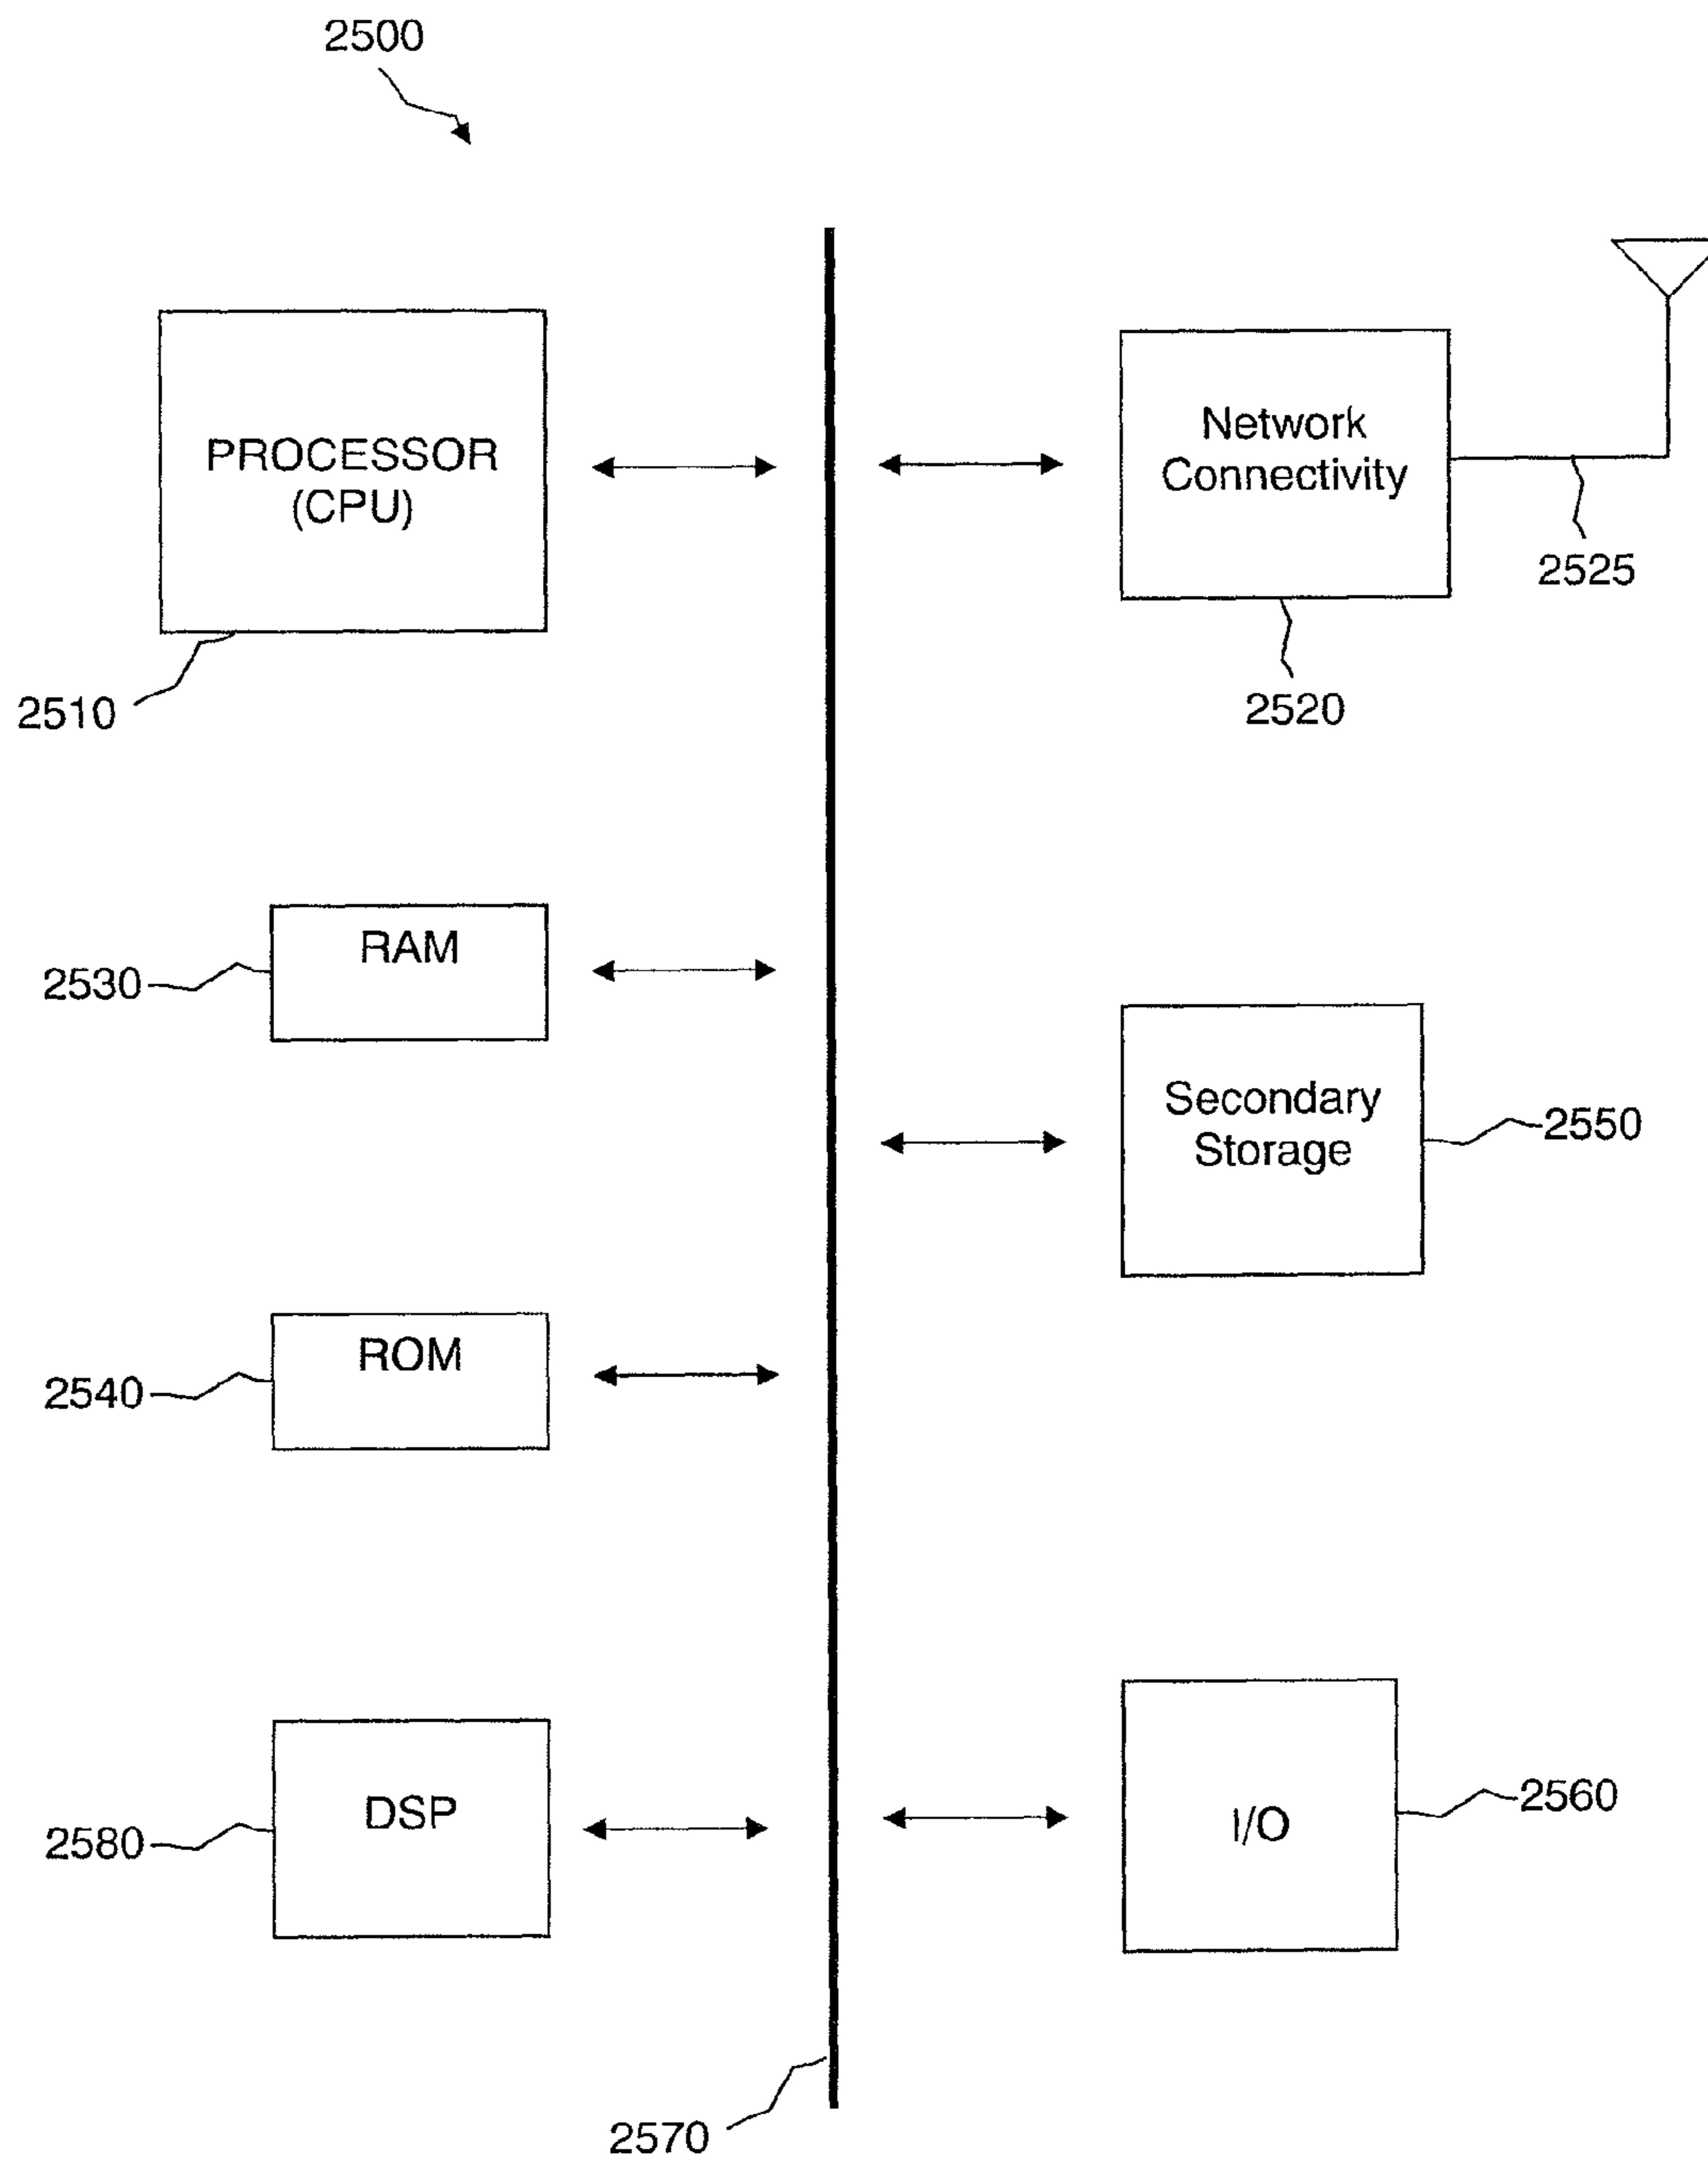 2500
PROCESSOR
(CPU)
2510
Network
Connectivity
2525
2520
RAM
2530
Secondary
Storage
2550
ROM
2540
DSP
2580
I/O
2560
2570